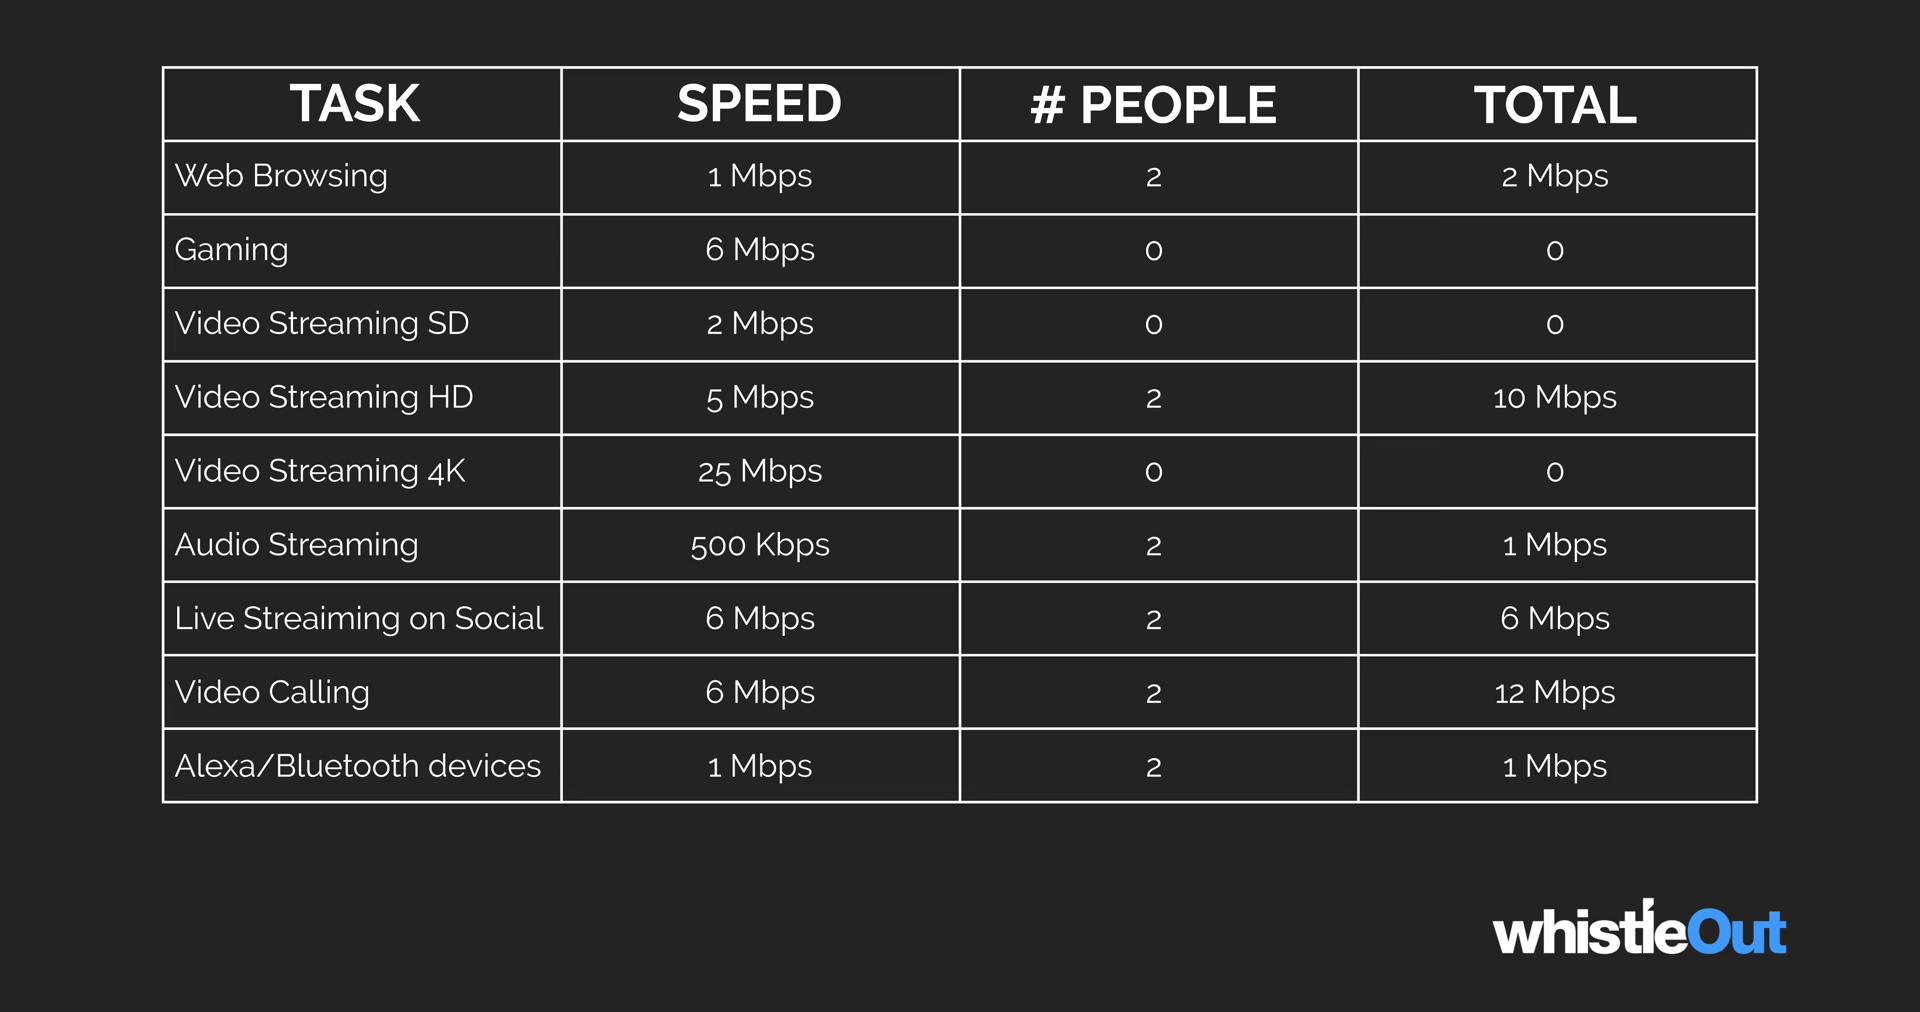 TASK SPEED # PEOPLE TOTAL
Web Browsing 1 Mbps 2 2 Mbps
Gaming 6 Mbps 0 0
Video Streaming SD 2 Mbps 0 0
Video Streaming HD 5 Mbps 2 10 Mbps
Video Streaming 4K 25 Mbps 0 0
Audio Streaming 500 Kbps 2 1 Mbps
Live Streaiming on Social 6 Mbps 2 6 Mbps
Video Calling 6 Mbps 2 12 Mbps
Alexa/Bluetooth devices 1 Mbps 2 1 Mbps
whistleOut